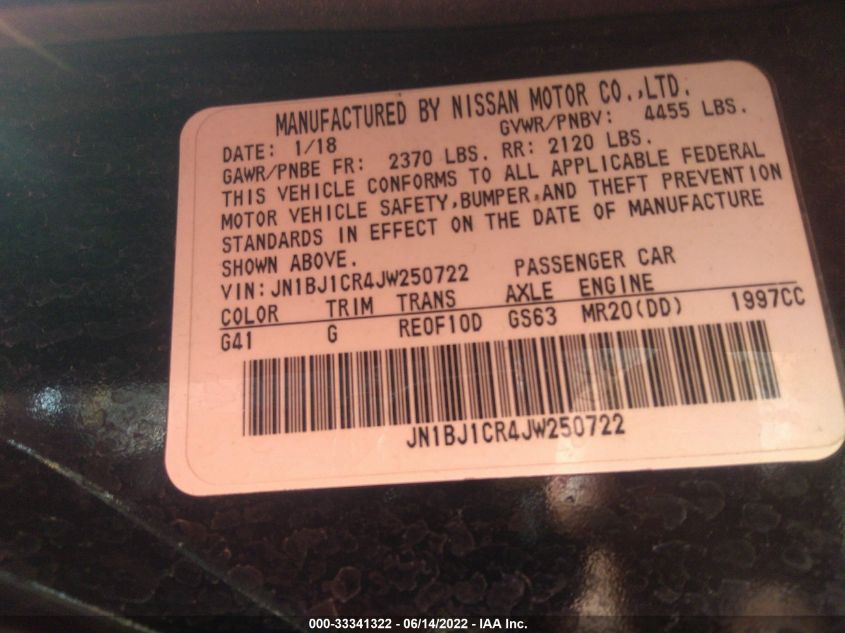 MANUFACTURED BY NISSAN MOTOR CO.,LTD.
DATE: 1/18 GVWR/PNBV: 4455 LBS.
GAWR/PNBE FR: 2370 LBS. RR: 2120 LBS.
THIS VEHICLE CONFORMS TO ALL APPLICABLE FEDERAL
MOTOR VEHICLE SAFETY,BUMPER,AND THEFT PREVENTION
STANDARDS IN EFFECT ON THE DATE OF MANUFACTURE
SHOWN ABOVE.
VIN: JN1BJ1CR4JW250722 PASSENGER CAR
COLOR TRIM TRANS AXLE ENGINE
G41 G RE0F10D GS63 MR20(DD) 1997CC
JN1BJ1CR4JW250722
000-33341322 - 06/14/2022 - IAA Inc.